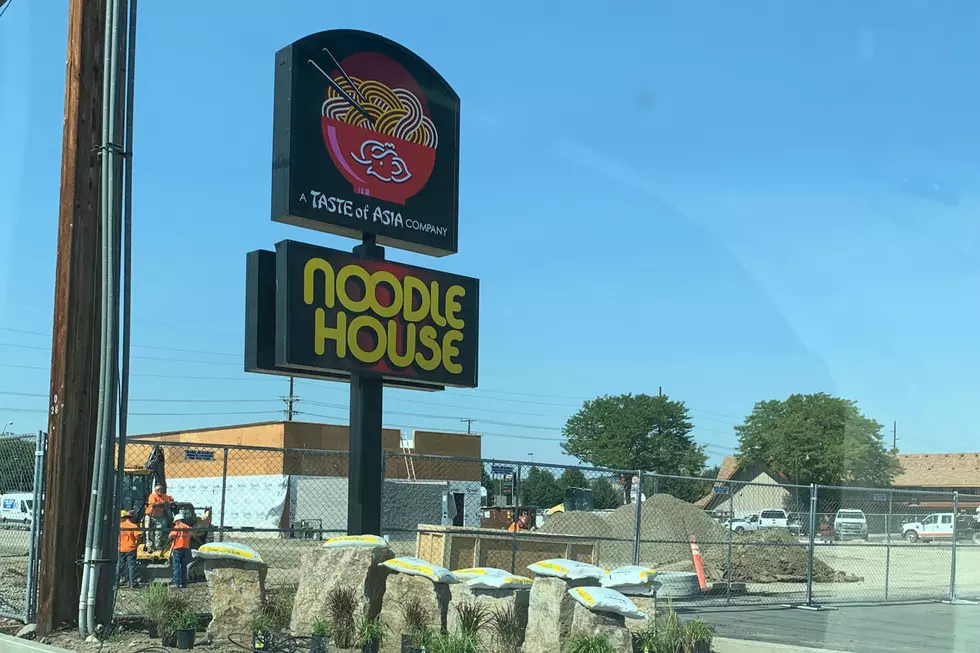 A TASTE of ASIA COMPANY
NOODLE
HOUSE